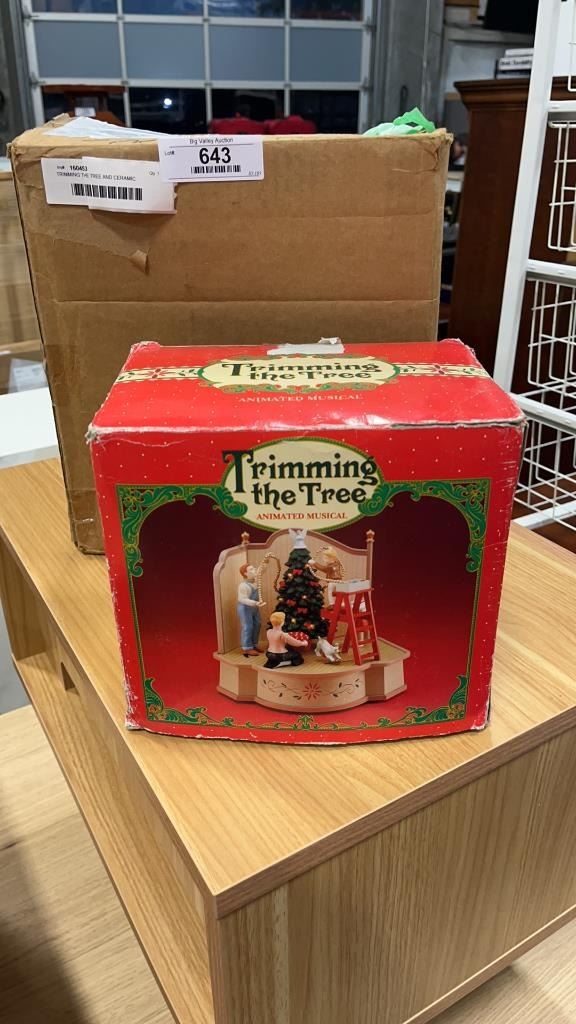 Big Valley Auction
Lot#:
643
160453
TRIMMING THE TREE AND CERAMIC
Trimming
the Tree
ANIMATED MUSICAL
Trimming
the Tree
ANIMATED MUSICAL